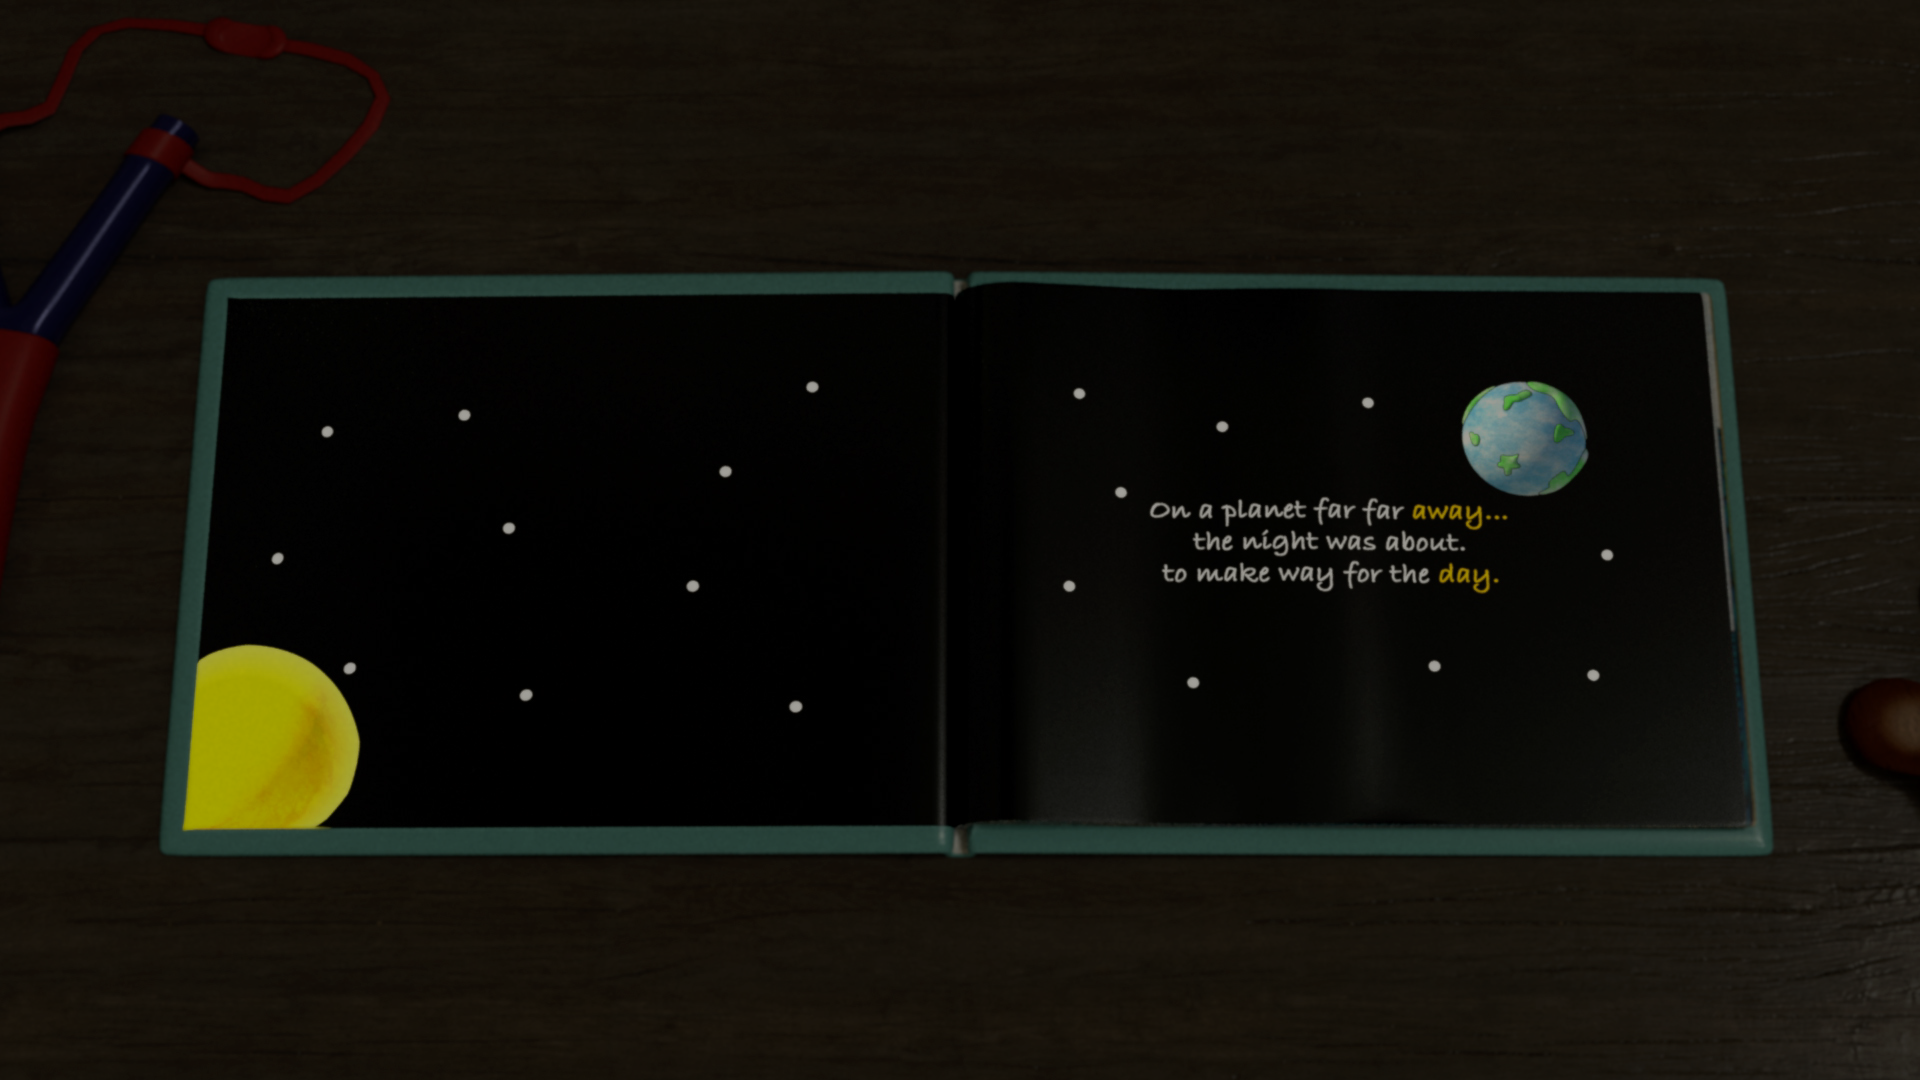 On a planet far far away...
the night was about.
to make way for the day.